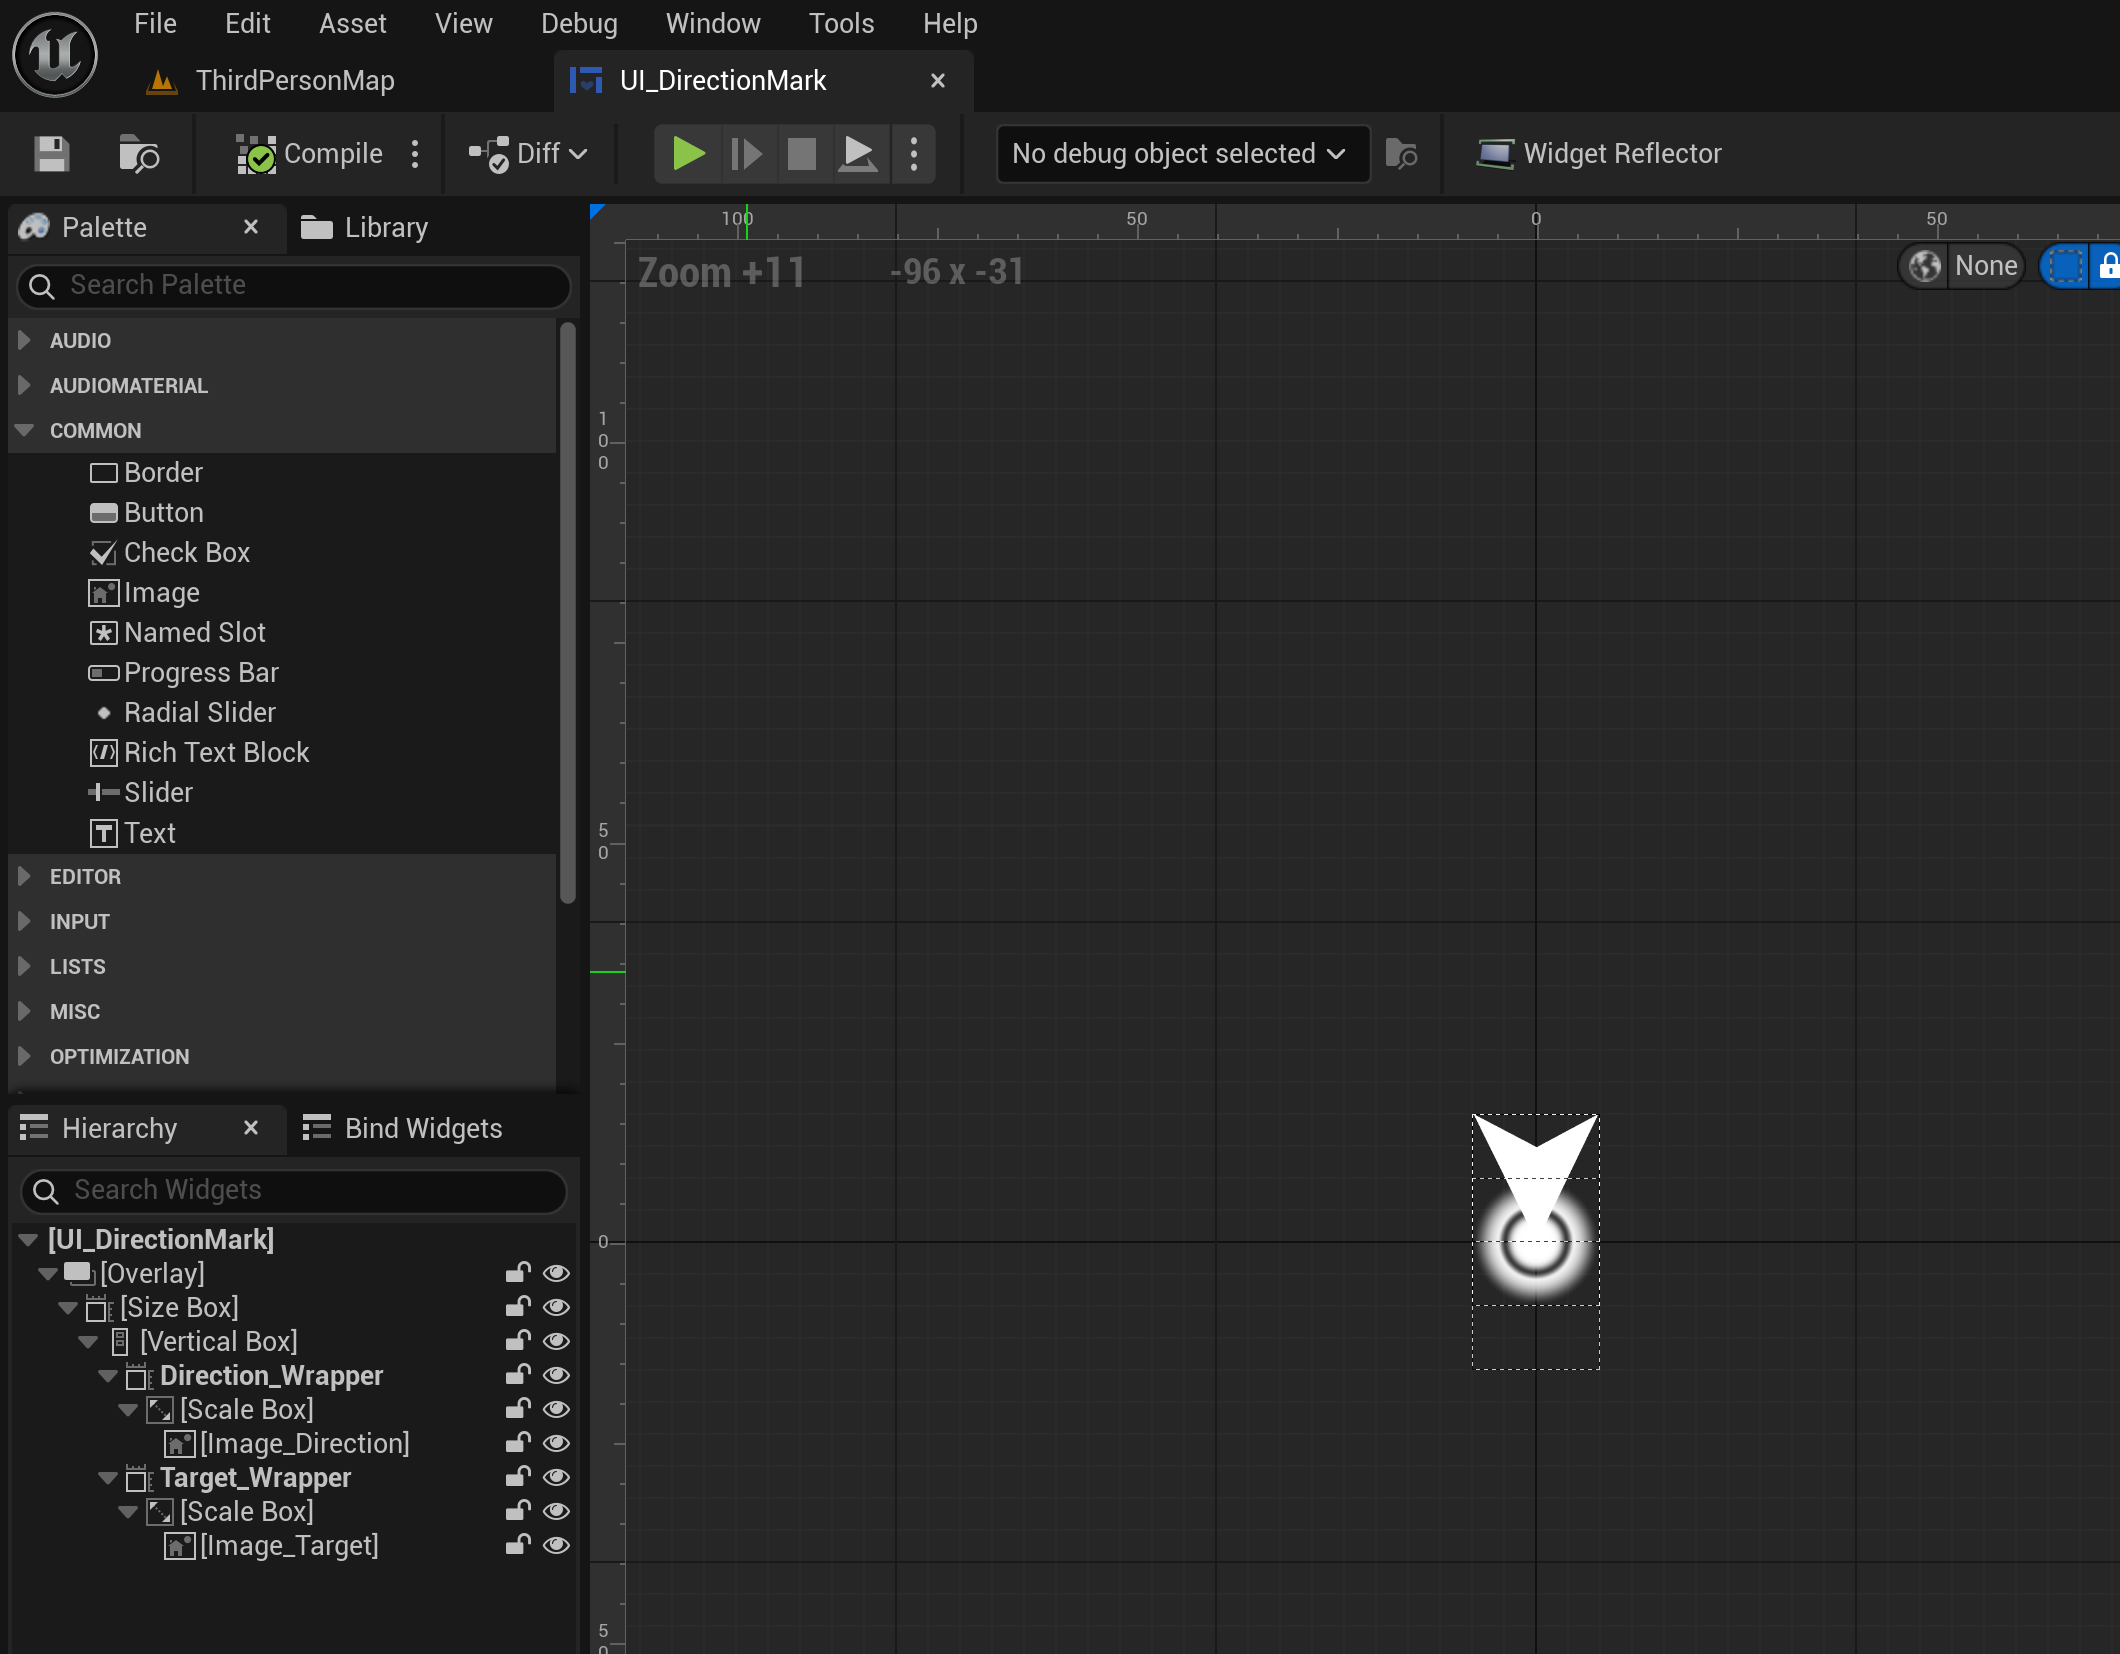 File Edit Asset View Debug Window Tools Help
ThirdPersonMap UI_DirectionMark
Compile Diff No debug object selected Widget Reflector
Palette Library
Search Palette
AUDIO
AUDIOMATERIAL
COMMON
Border
Button
Check Box
Image
Named Slot
Progress Bar
Radial Slider
Rich Text Block
Slider
Text
EDITOR
INPUT
LISTS
MISC
OPTIMIZATION
Hierarchy Bind Widgets
Search Widgets
[UI_DirectionMark]
[Overlay]
[Size Box]
[Vertical Box]
Direction_Wrapper
[Scale Box]
[Image_Direction]
Target_Wrapper
[Scale Box]
[Image_Target]
100 50 0 50
Zoom +11 -96 x -31
None
100
50
0
50